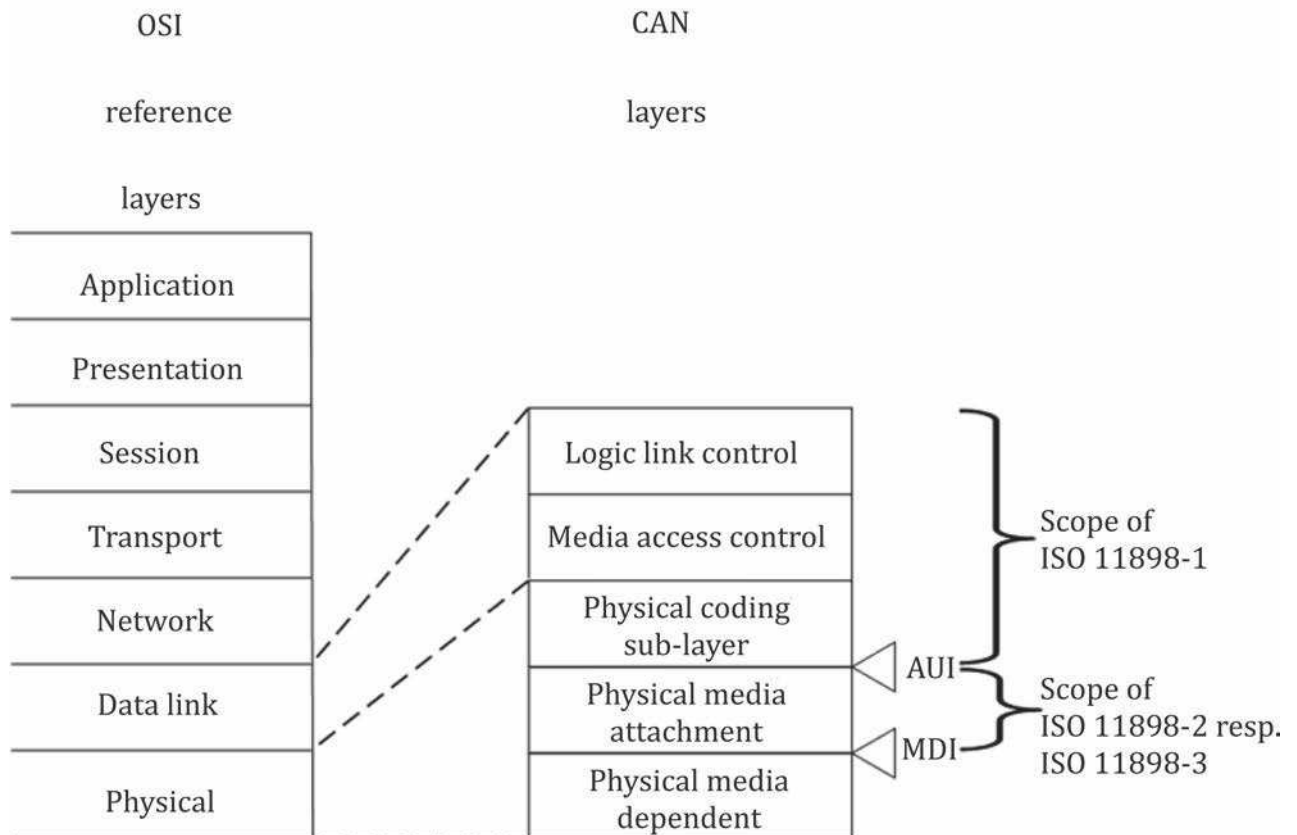 OSI
reference
layers
CAN
layers
Application
Presentation
Session
Transport
Network
Data link
Physical
Logic link control
Media access control
Physical coding
sub-layer
Physical media
attachment
Physical media
dependent
AUI
MDI
Scope of
ISO 11898-1
Scope of
ISO 11898-2 resp.
ISO 11898-3